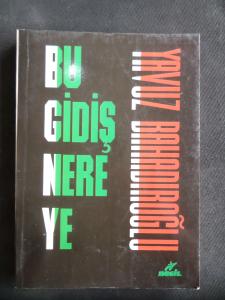 BU
GİDİŞ
NERE
YE
YAVUZ BAHADIROĞLU
nesil